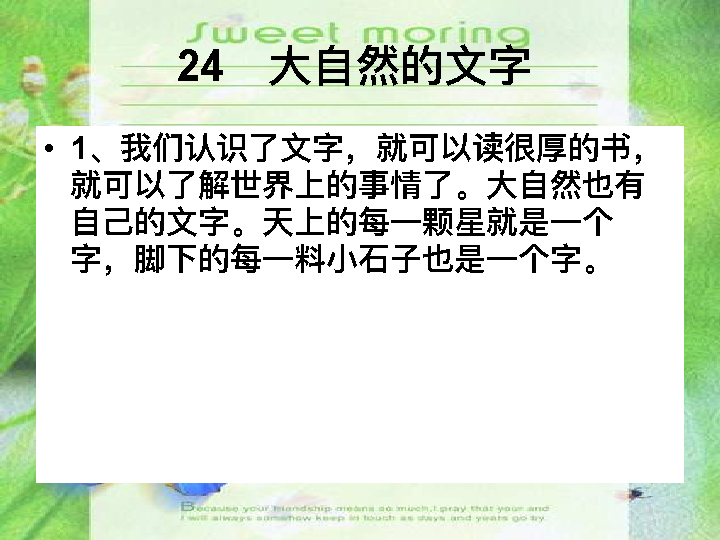 Sweet moring
24 大自然的文字
• 1、我们认识了文字，就可以读很厚的书，
就可以了解世界上的事情了。大自然也有
自己的文字。天上的每一颗星就是一个
字，脚下的每一料小石子也是一个字。
Because your friendship means so much,I pray that your and
I will always somehow keep in touch as days and years go by.